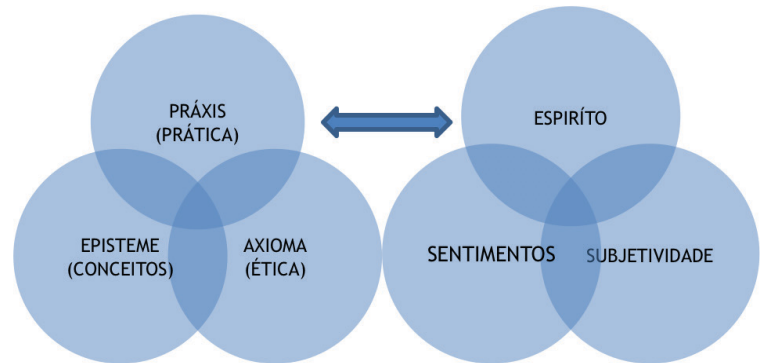 PRÁXIS
(PRÁTICA)
ESPIRÍTO
EPISTEME
(CONCEITOS)
AXIOMA
(ÉTICA)
SENTIMENTOS
SUBJETIVIDADE